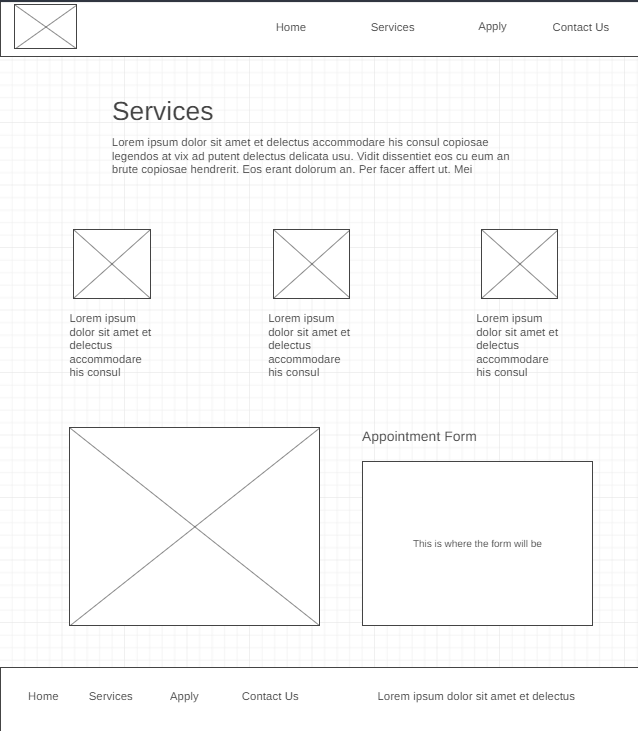 Home Services Apply Contact Us
Services
Lorem ipsum dolor sit amet et delectus accommodare his consul copiosae
legendos at vix ad putent delectus delicata usu. Vidit dissentiet eos cu eum an
brute copiosae hendrerit. Eos erant dolorum an. Per facer affert ut. Mei
Lorem ipsum
dolor sit amet et
delectus
accommodare
his consul
Lorem ipsum
dolor sit amet et
delectus
accommodare
his consul
Lorem ipsum
dolor sit amet et
delectus
accommodare
his consul
Appointment Form
This is where the form will be
Home Services Apply Contact Us Lorem ipsum dolor sit amet et delectus